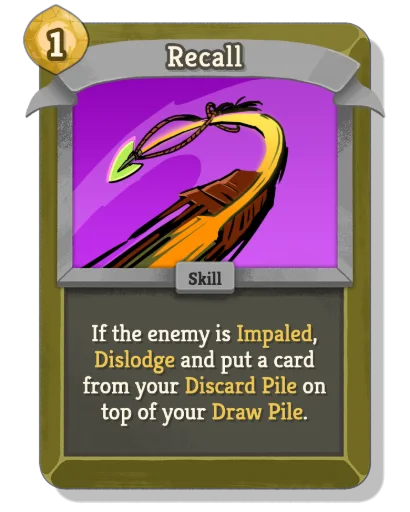 1
Recall
Skill
If the enemy is Impaled,
Dislodge and put a card
from your Discard Pile on
top of your Draw Pile.